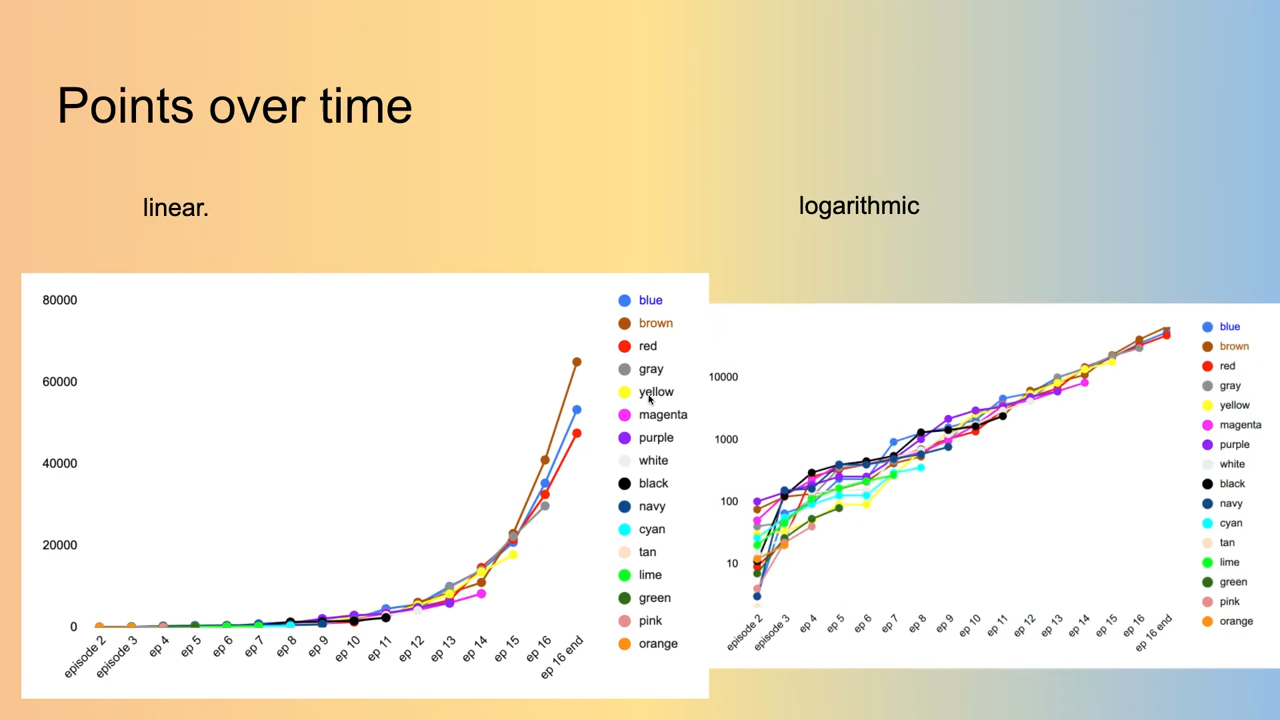 Points over time
linear.
logarithmic
80000
60000
40000
20000
0
episode 2
episode 3
ep 4
ep 5
ep 6
ep 7
ep 8
ep 9
ep 10
ep 11
ep 12
ep 13
ep 14
ep 15
ep 16
ep 16 end
blue
brown
red
gray
yellow
magenta
purple
white
black
navy
cyan
tan
lime
green
pink
orange
10000
1000
100
10
episode 2
episode 3
ep 4
ep 5
ep 6
ep 7
ep 8
ep 9
ep 10
ep 11
ep 12
ep 13
ep 14
ep 15
ep 16
ep 16 end
blue
brown
red
gray
yellow
magenta
purple
white
black
navy
cyan
tan
lime
green
pink
orange